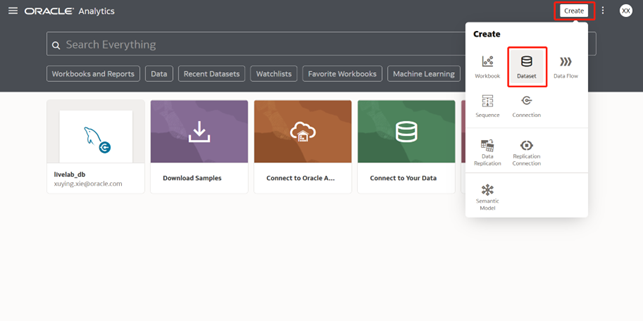 ORACLE Analytics
Create
XX
Search Everything
Workbooks and Reports
Data
Recent Datasets
Watchlists
Favorite Workbooks
Machine Learning
Create
Workbook
Dataset
Data Flow
Sequence
Connection
Data
Replication
Replication
Connection
Semantic
Model
livelab_db
xuying.xie@oracle.com
Download Samples
Connect to Oracle A...
Connect to Your Data